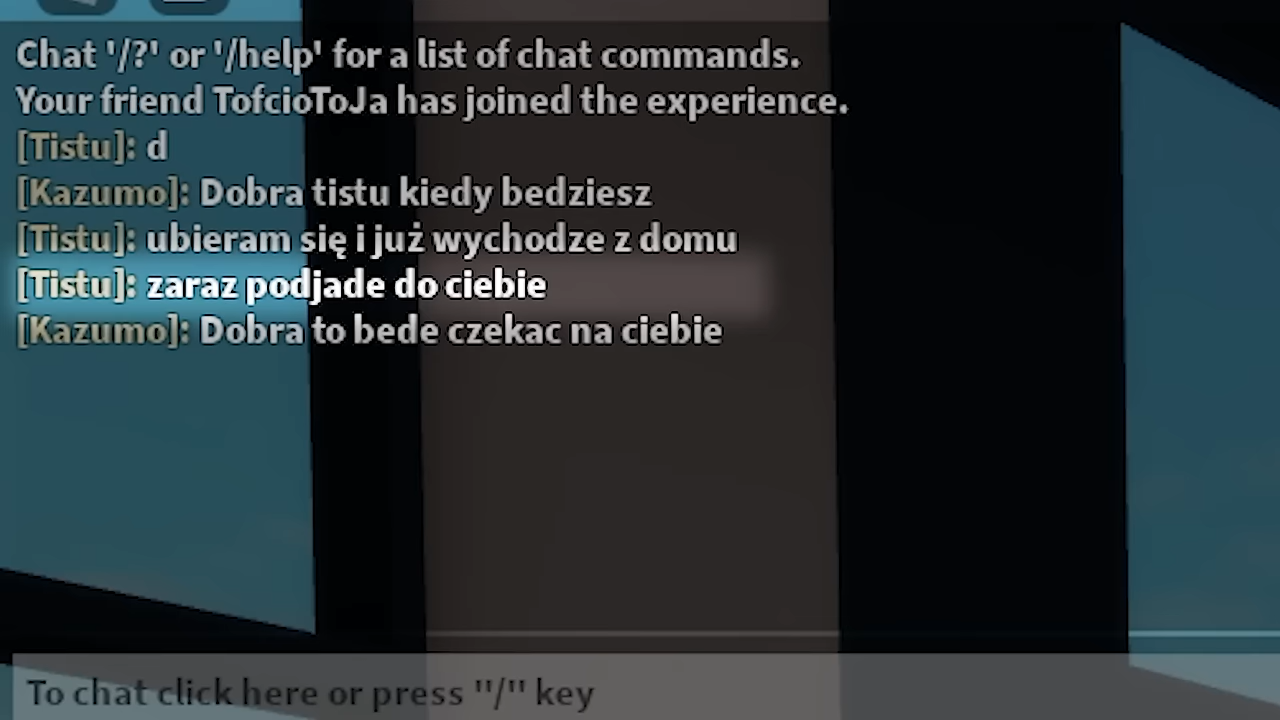 Chat '/?' or '/help' for a list of chat commands.
Your friend TofcioToJa has joined the experience.
[Tistu]: d
[Kazumo]: Dobra tistu kiedy bedziesz
[Tistu]: ubieram się i już wychodze z domu
[Tistu]: zaraz podjade do ciebie
[Kazumo]: Dobra to bede czekac na ciebie
To chat click here or press "/" key